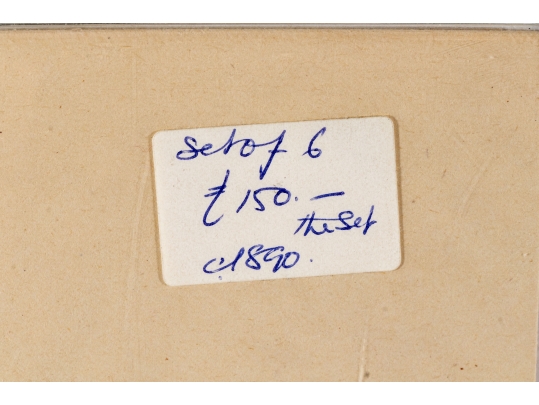 Set of 6
£150.—
the Set
c1890.